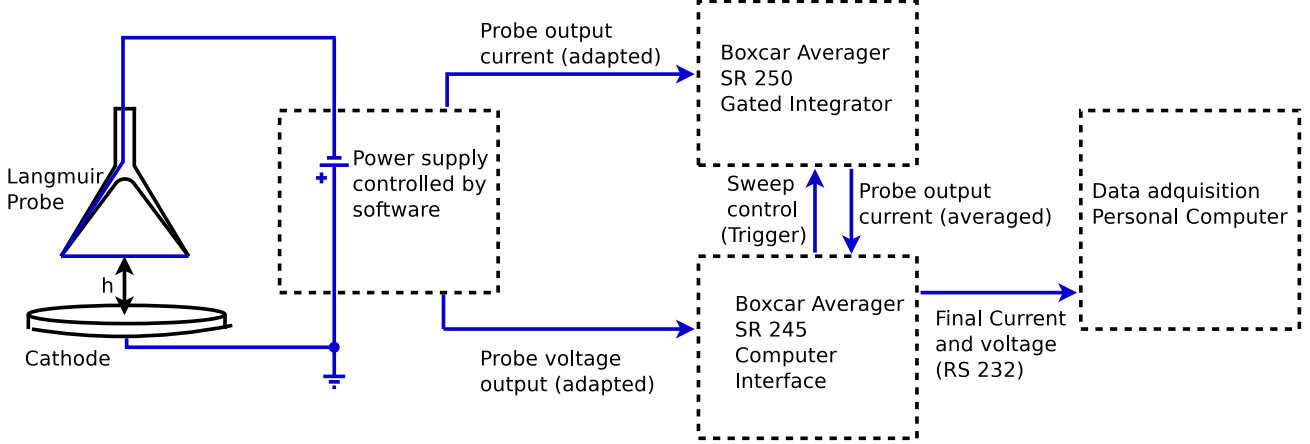 Langmuir
Probe
h
Cathode
+
Power supply
controlled by
software
Probe output
current (adapted)
Probe voltage
output (adapted)
Boxcar Averager
SR 250
Gated Integrator
Sweep
control
(Trigger)
Probe output
current (averaged)
Boxcar Averager
SR 245
Computer
Interface
Final Current
and voltage
(RS 232)
Data adquisition
Personal Computer